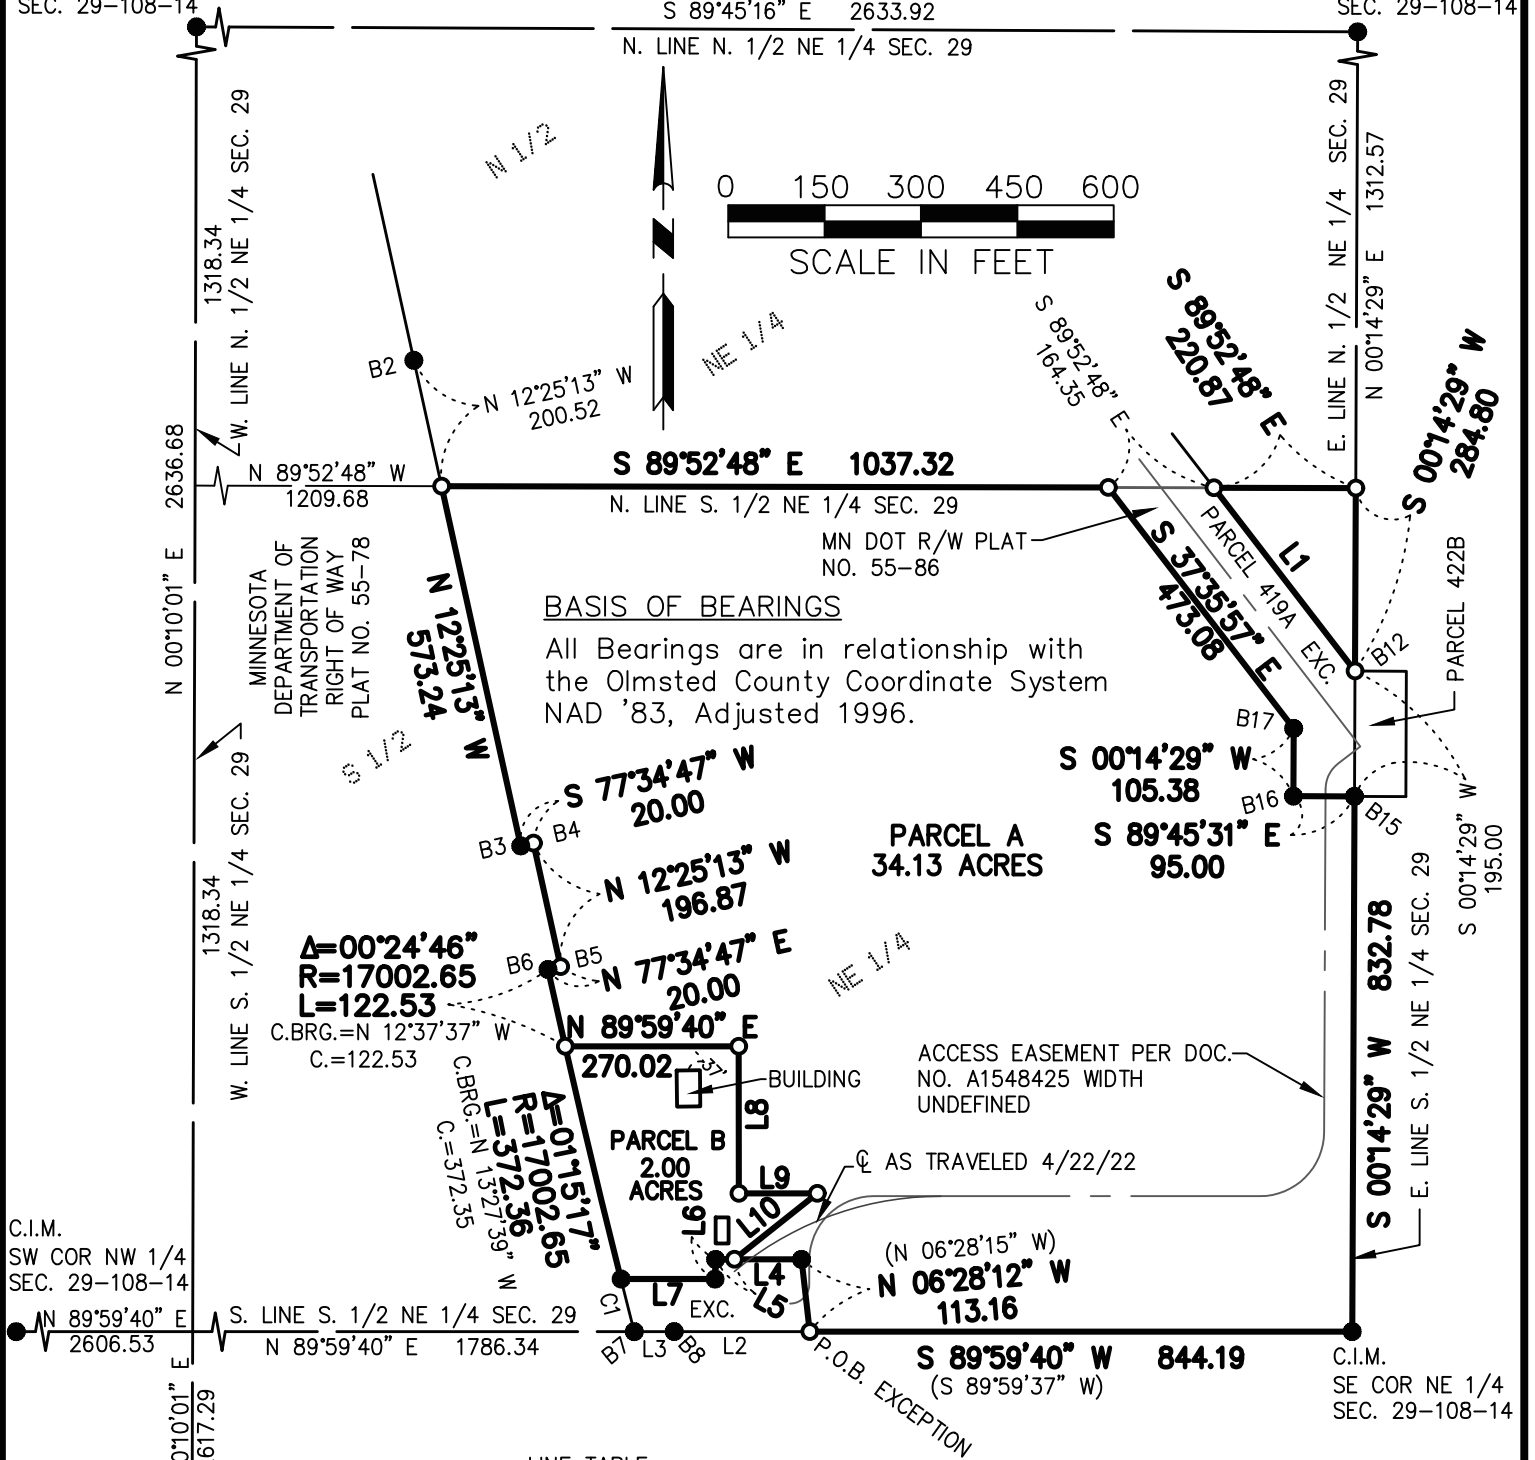 SEC. 29-108-14
S 89°45'16" E 2633.92
SEC. 29-108-14
N. LINE N. 1/2 NE 1/4 SEC. 29
N 1/2
0 150 300 450 600
SCALE IN FEET
N
NE 1/4
1318.34
W. LINE N. 1/2 NE 1/4 SEC. 29
E. LINE N. 1/2 NE 1/4 SEC. 29
N 00°14'29" E 1312.57
B2
N 12°25'13" W
200.52
S 89°52'48" E
164.35
S 89°52'48" E
220.87
S 00°14'29" W
284.80
2636.68
N 00°10'01" E
N 89°52'48" W
1209.68
S 89°52'48" E 1037.32
N. LINE S. 1/2 NE 1/4 SEC. 29
MN DOT R/W PLAT
NO. 55-86
PARCEL 419A EXC.
L1
S 37°35'57" E
473.08
PARCEL 422B
B12
MINNESOTA
DEPARTMENT OF
TRANSPORTATION
RIGHT OF WAY
PLAT NO. 55-78
N 12°25'13" W
573.24
BASIS OF BEARINGS
All Bearings are in relationship with
the Olmsted County Coordinate System
NAD '83, Adjusted 1996.
S 1/2
B17
S 00°14'29" W
105.38
B16
B15
S 89°45'31" E
95.00
S 00°14'29" W
195.00
S 77°34'47" W
20.00
B3
B4
PARCEL A
34.13 ACRES
N 12°25'13" W
196.87
1318.34
W. LINE S. 1/2 NE 1/4 SEC. 29
Δ=00°24'46"
R=17002.65
L=122.53
C.BRG.=N 12°37'37" W
C.=122.53
B6
B5
N 77°34'47" E
20.00
NE 1/4
S 00°14'29" W 832.78
E. LINE S. 1/2 NE 1/4 SEC. 29
N 89°59'40" E
270.02
37'
BUILDING
ACCESS EASEMENT PER DOC.
NO. A1548425 WIDTH
UNDEFINED
Δ=01°15'17"
R=17002.65
L=372.36
C.BRG.=N 13°27'39" W
C.=372.35
PARCEL B
2.00
ACRES
L8
L9
L10
℄ AS TRAVELED 4/22/22
L6
L4
L5
L7
EXC.
(N 06°28'15" W)
N 06°28'12" W
113.16
C.I.M.
SW COR NW 1/4
SEC. 29-108-14
N 89°59'40" E
2606.53
S. LINE S. 1/2 NE 1/4 SEC. 29
N 89°59'40" E 1786.34
C1
B7
L3
B8
L2
P.O.B. EXCEPTION
S 89°59'40" W 844.19
(S 89°59'37" W)
C.I.M.
SE COR NE 1/4
SEC. 29-108-14
0°10'01" E
617.29